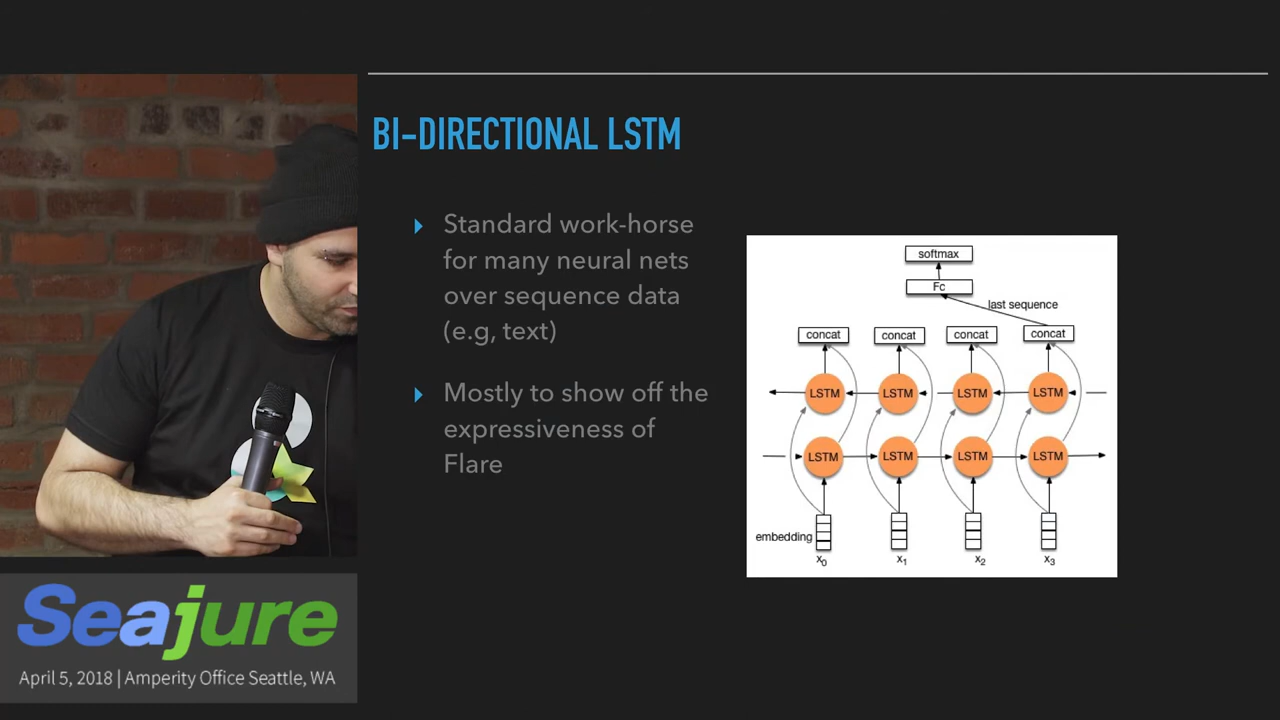 BI-DIRECTIONAL LSTM
Standard work-horse
for many neural nets
over sequence data
(e.g, text)
Mostly to show off the
expressiveness of
Flare
softmax
Fc
last sequence
concat concat concat concat
LSTM LSTM LSTM LSTM
LSTM LSTM LSTM LSTM
embedding
x0 x1 x2 x3
Seajure
April 5, 2018 | Amperity Office Seattle, WA